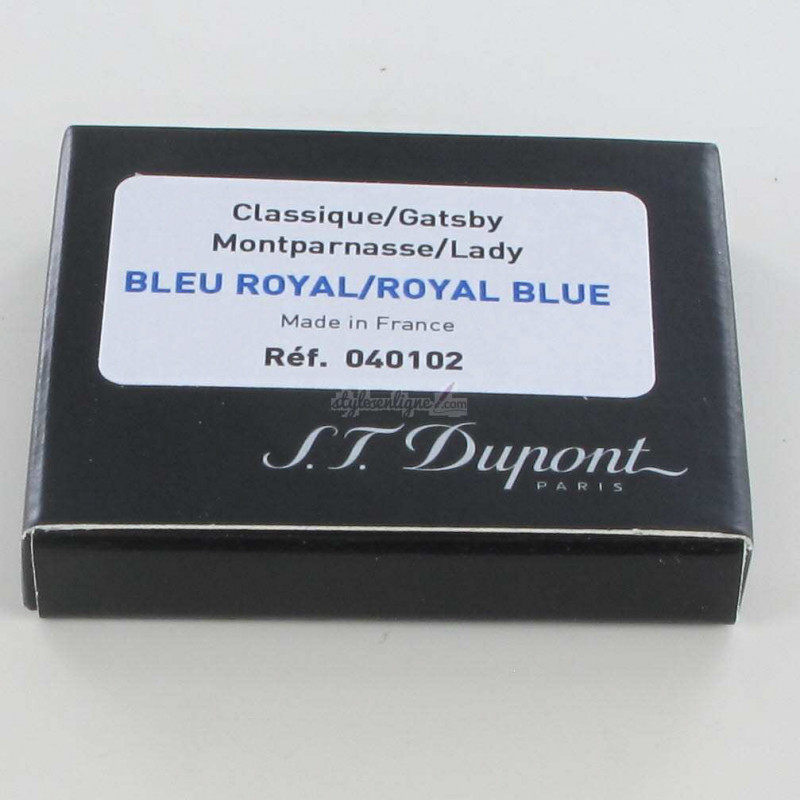 Classique/Gatsby
Montparnasse/Lady
BLEU ROYAL/ROYAL BLUE
Made in France
Réf. 040102
stylosenligne.com
S.T. Dupont
PARIS